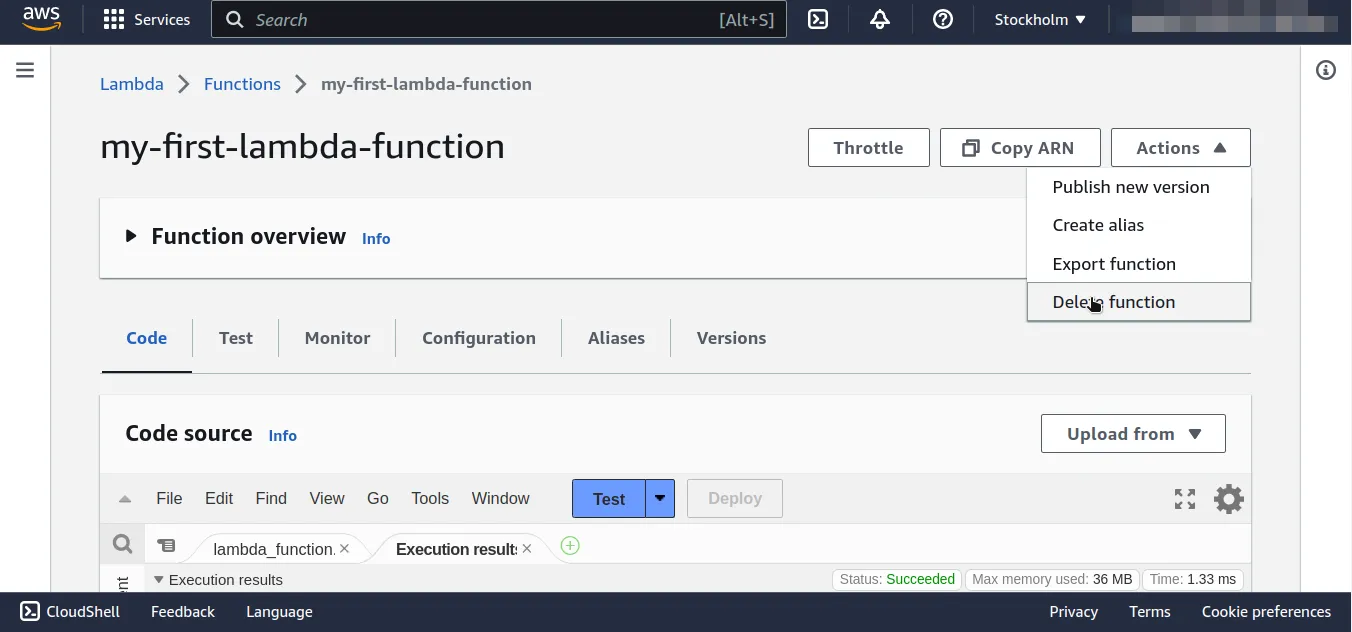 aws Services Search [Alt+S] Stockholm
Lambda Functions my-first-lambda-function
my-first-lambda-function
Throttle Copy ARN Actions
Publish new version
Create alias
Export function
Delete function
Function overview Info
Code Test Monitor Configuration Aliases Versions
Code source Info
Upload from
File Edit Find View Go Tools Window Test Deploy
lambda_function. Execution results
Execution results
Status: Succeeded Max memory used: 36 MB Time: 1.33 ms
CloudShell Feedback Language Privacy Terms Cookie preferences